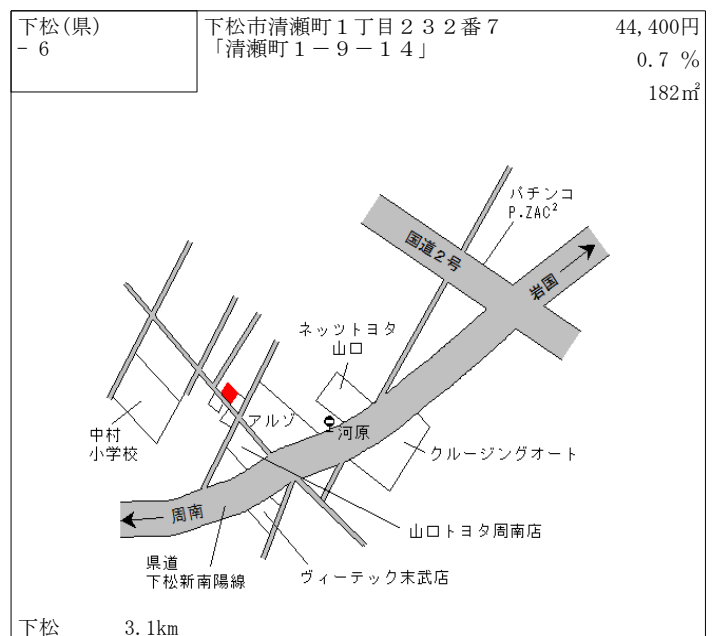 下松(県)
- 6
下松市清瀬町１丁目２３２番７
「清瀬町１－９－１４」
44,400円
0.7 %
182㎡
パチンコ
P.ZAC²
国道２号
岩国
ネッツトヨタ
山口
アルゾ
河原
中村
小学校
クルージングオート
周南
山口トヨタ周南店
県道
下松新南陽線
ヴィーテック末武店
下松 3.1km